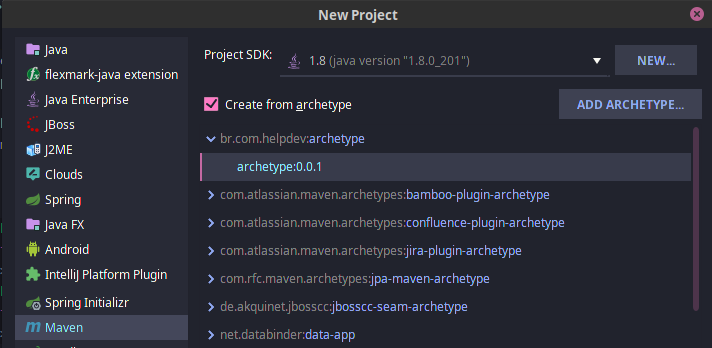 New Project
Java
flexmark-java extension
Java Enterprise
JBoss
J2ME
Clouds
Spring
Java FX
Android
IntelliJ Platform Plugin
Spring Initializr
Maven
Project SDK: 1.8 (java version "1.8.0_201") NEW...
Create from archetype ADD ARCHETYPE...
br.com.helpdev:archetype
archetype:0.0.1
com.atlassian.maven.archetypes:bamboo-plugin-archetype
com.atlassian.maven.archetypes:confluence-plugin-archetype
com.atlassian.maven.archetypes:jira-plugin-archetype
com.rfc.maven.archetypes:jpa-maven-archetype
de.akquinet.jbosscc:jbosscc-seam-archetype
net.databinder:data-app